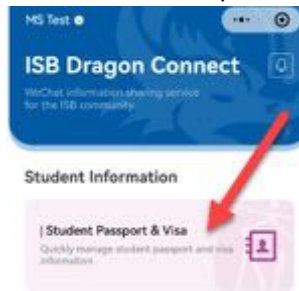 MS Test
ISB Dragon Connect
WeChat information sharing service
for the ISB community
Student Information
| Student Passport & Visa
Quickly manage student passport and visa
information